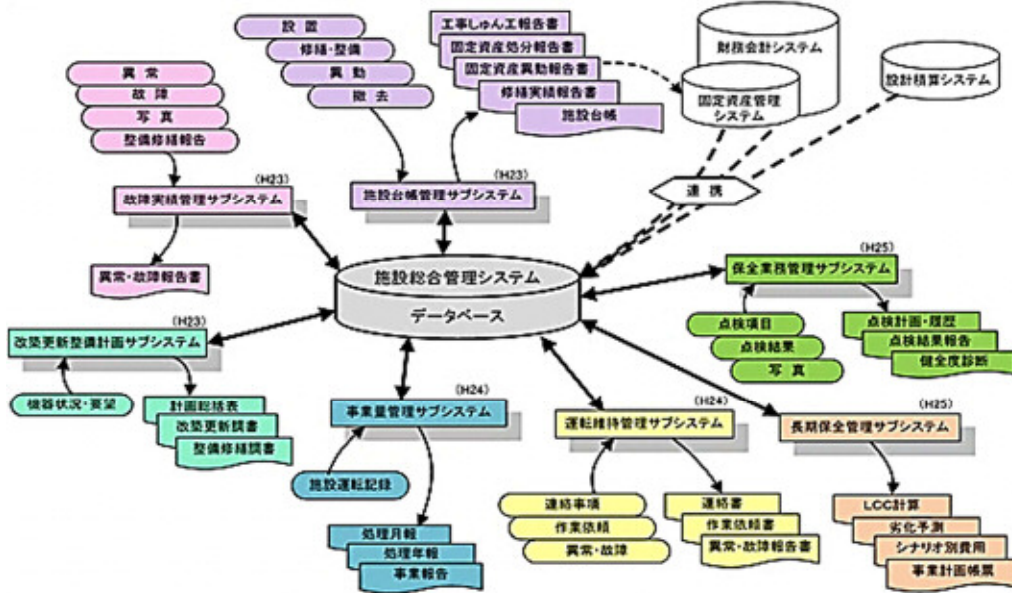 設置
修繕・整備
異動
撤去
工事しゅん工報告書
固定資産処分報告書
固定資産異動報告書
修繕実績報告書
施設台帳
財務会計システム
固定資産管理
システム
設計積算システム
連携
異常
故障
写真
整備修繕報告
(H23)
故障実績管理サブシステム
異常・故障報告書
(H23)
施設台帳管理サブシステム
施設総合管理システム
データベース
(H25)
保全業務管理サブシステム
点検項目
点検結果
写真
点検計画・履歴
点検結果報告
健全度診断
(H23)
改築更新整備計画サブシステム
機器状況・要望
計画総括表
改築更新調書
整備修繕調書
(H24)
事業量管理サブシステム
施設運転記録
処理月報
処理年報
事業報告
(H24)
運転維持管理サブシステム
連絡事項
作業依頼
異常・故障
連絡書
作業依頼書
異常・故障報告書
(H25)
長期保全管理サブシステム
LCC計算
劣化予測
シナリオ別費用
事業計画帳票